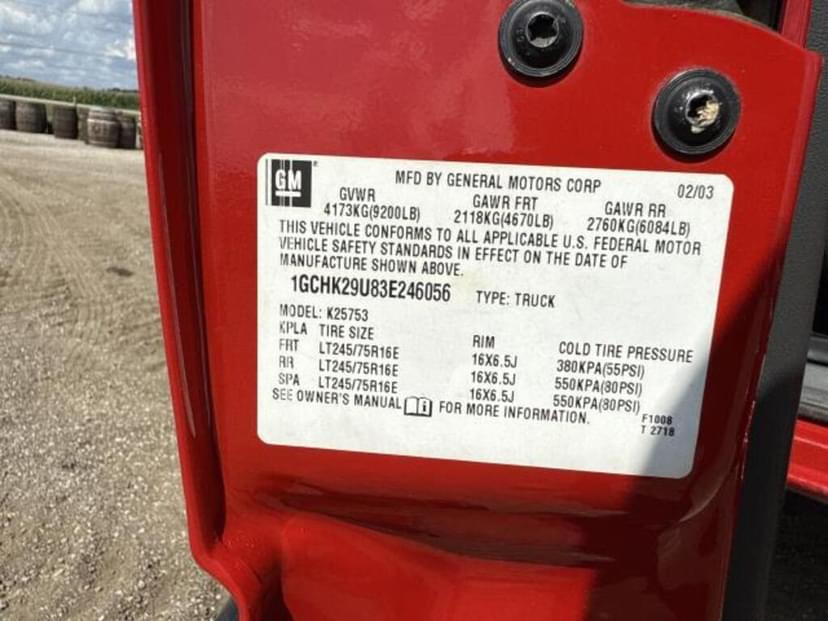 GM
MFD BY GENERAL MOTORS CORP 02/03
GVWR GAWR FRT GAWR RR
4173KG(9200LB) 2118KG(4670LB) 2760KG(6084LB)
THIS VEHICLE CONFORMS TO ALL APPLICABLE U.S. FEDERAL MOTOR
VEHICLE SAFETY STANDARDS IN EFFECT ON THE DATE OF
MANUFACTURE SHOWN ABOVE.
1GCHK29U83E246056 TYPE: TRUCK
MODEL: K25753
KPLA TIRE SIZE RIM COLD TIRE PRESSURE
FRT LT245/75R16E 16X6.5J 380KPA(55PSI)
RR LT245/75R16E 16X6.5J 550KPA(80PSI)
SPA LT245/75R16E 16X6.5J 550KPA(80PSI)
SEE OWNER'S MANUAL FOR MORE INFORMATION.
F1008
T 2718